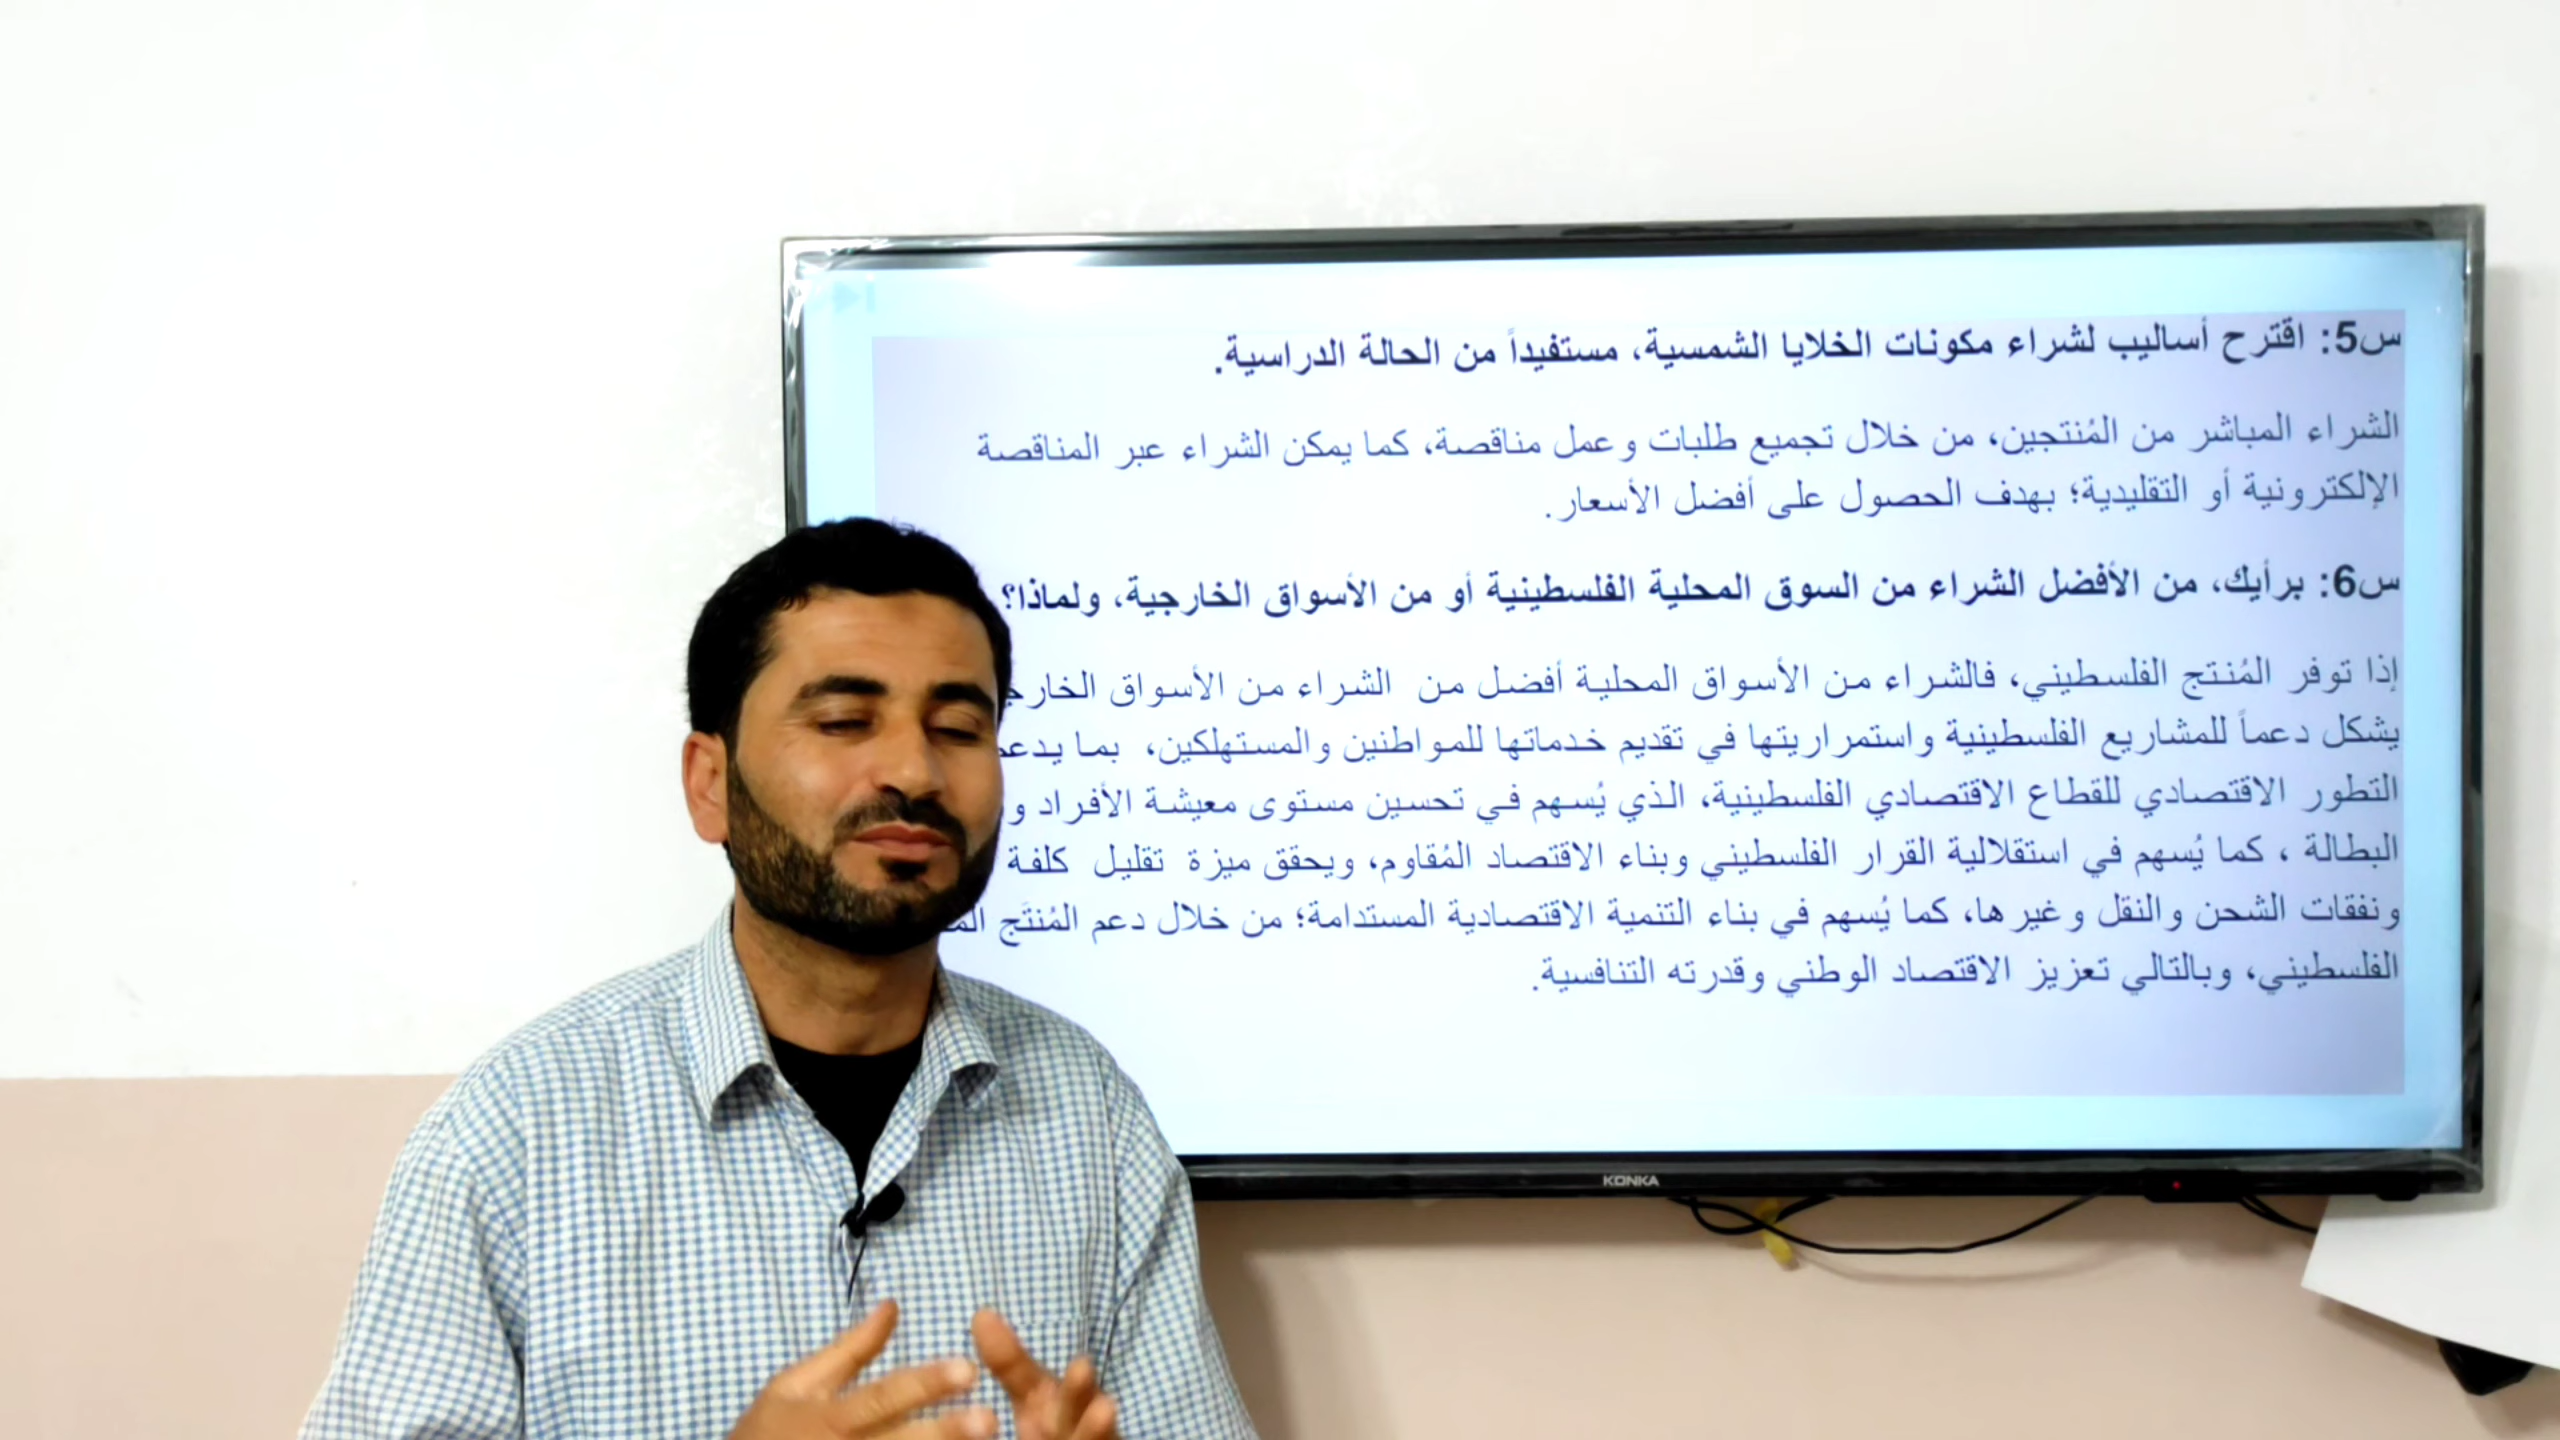 س5: اقترح أساليب لشراء مكونات الخلايا الشمسية، مستفيداً من الحالة الدراسية.
الشراء المباشر من المُنتجين، من خلال تجميع طلبات وعمل مناقصة، كما يمكن الشراء عبر المناقصة
الإلكترونية أو التقليدية؛ بهدف الحصول على أفضل الأسعار.
س6: برأيك، من الأفضل الشراء من السوق المحلية الفلسطينية أو من الأسواق الخارجية، ولماذا؟
إذا توفر المُنتج الفلسطيني، فالشراء من الأسواق المحلية أفضل من الشراء من الأسواق
يشكل دعماً للمشاريع الفلسطينية واستمراريتها في تقديم خدماتها للمواطنين والمستهلكين، بما يدعم
التطور الاقتصادي للقطاع الاقتصادي الفلسطينية، الذي يُسهم في تحسين مستوى معيشة الأفراد و
البطالة ، كما يُسهم في استقلالية القرار الفلسطيني وبناء الاقتصاد المُقاوم، ويحقق ميزة تقليل كلفة
ونفقات الشحن والنقل وغيرها، كما يُسهم في بناء التنمية الاقتصادية المستدامة؛ من خلال دعم المُنتَج
الفلسطيني، وبالتالي تعزيز الاقتصاد الوطني وقدرته التنافسية.
KONKA